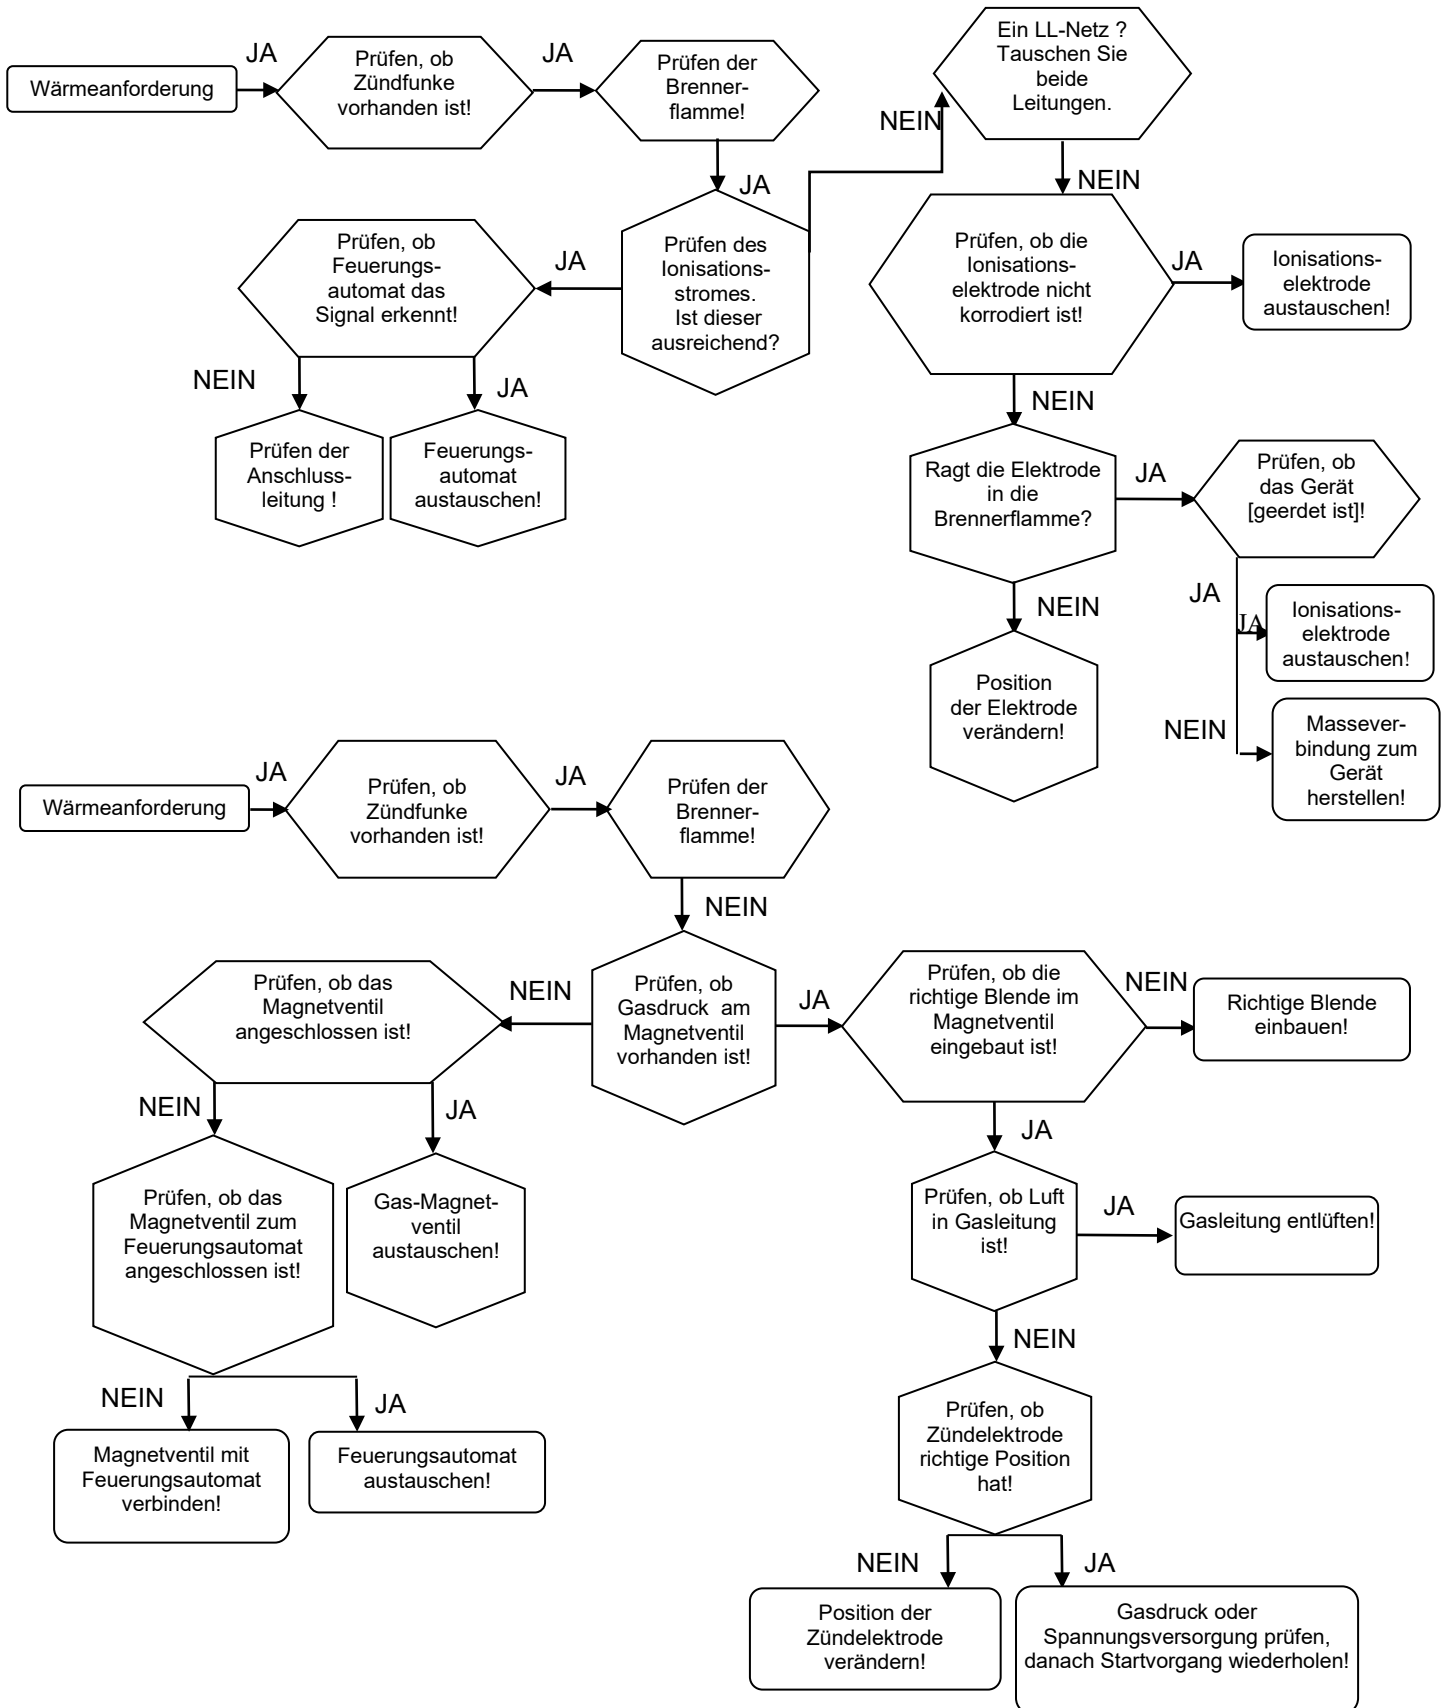 Wärmeanforderung
JA
Prüfen, ob
Zündfunke
vorhanden ist!
JA
Prüfen der
Brenner-
flamme!
JA
Prüfen des
Ionisations-
stromes.
Ist dieser
ausreichend?
JA
Prüfen, ob
Feuerungs-
automat das
Signal erkennt!
NEIN
Prüfen der
Anschluss-
leitung !
JA
Feuerungs-
automat
austauschen!
NEIN
Ein LL-Netz ?
Tauschen Sie
beide
Leitungen.
NEIN
Prüfen, ob die
Ionisations-
elektrode nicht
korrodiert ist!
JA
Ionisations-
elektrode
austauschen!
NEIN
Ragt die Elektrode
in die
Brennerflamme?
JA
Prüfen, ob
das Gerät
[geerdet ist]!
JA
JA
Ionisations-
elektrode
austauschen!
NEIN
Massever-
bindung zum
Gerät
herstellen!
NEIN
Position
der Elektrode
verändern!
Wärmeanforderung
JA
Prüfen, ob
Zündfunke
vorhanden ist!
JA
Prüfen der
Brenner-
flamme!
NEIN
Prüfen, ob
Gasdruck am
Magnetventil
vorhanden ist!
NEIN
Prüfen, ob das
Magnetventil
angeschlossen ist!
NEIN
Prüfen, ob das
Magnetventil zum
Feuerungsautomat
angeschlossen ist!
JA
Gas-Magnet-
ventil
austauschen!
NEIN
Magnetventil mit
Feuerungsautomat
verbinden!
JA
Feuerungsautomat
austauschen!
JA
Prüfen, ob die
richtige Blende im
Magnetventil
eingebaut ist!
NEIN
Richtige Blende
einbauen!
JA
Prüfen, ob Luft
in Gasleitung
ist!
JA
Gasleitung entlüften!
NEIN
Prüfen, ob
Zündelektrode
richtige Position
hat!
NEIN
Position der
Zündelektrode
verändern!
JA
Gasdruck oder
Spannungsversorgung prüfen,
danach Startvorgang wiederholen!